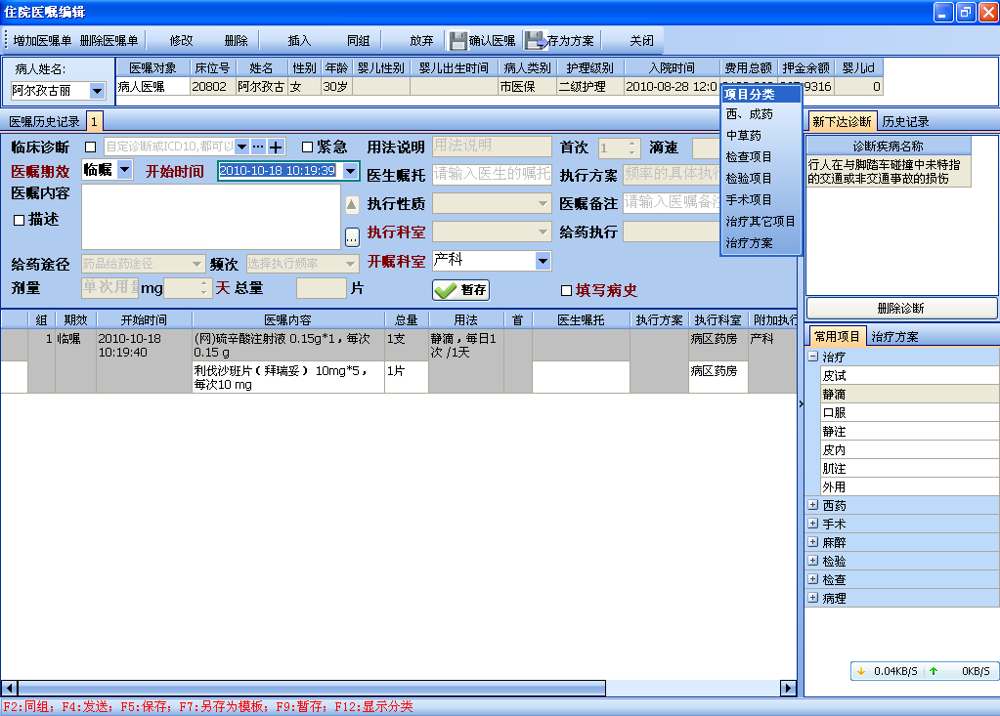 住院医嘱编辑
增加医嘱单 删除医嘱单 修改 删除 插入 同组 放弃 确认医嘱 存为方案 关闭
病人姓名:
阿尔孜古丽
医嘱对象 床位号 姓名 性别 年龄 婴儿性别 婴儿出生时间 病人类别 护理级别 入院时间 费用总额 押金余额 婴儿id
病人医嘱 20802 阿尔孜古 女 30岁 市医保 二级护理 2010-08-28 12:0 9316 0
项目分类
西、成药
中草药
检查项目
检验项目
手术项目
治疗其它项目
治疗方案
医嘱历史记录 1
临床诊断 自定诊断或ICD10,都可以 ... 紧急 用法说明 用法说明 首次 1 滴速
医嘱期效 临嘱 开始时间 2010-10-18 10:19:39 医生嘱托 请输入医生的嘱托 执行方案 频率的具体执行
医嘱内容 执行性质 医嘱备注 请输入医嘱备注
描述 ... 执行科室 给药执行
给药途径 药品给药途径 频次 选择执行频率 开嘱科室 产科
剂量 单次用量 mg 天 总量 片 暂存 填写病史
组 期效 开始时间 医嘱内容 总量 用法 首 医生嘱托 执行方案 执行科室 附加执行
1 临嘱 2010-10-18 10:19:40 (网)硫辛酸注射液 0.15g*1，每次 0.15 g 1支 静滴，每日1次 /1天 病区药房 产科
利伐沙班片（拜瑞妥） 10mg*5，每次10 mg 1片 病区药房
新下达诊断 历史记录
诊断疾病名称
行人在与脚踏车碰撞中未特指
的交通或非交通事故的损伤
删除诊断
常用项目 治疗方案
治疗
皮试
静滴
口服
静注
皮内
肌注
外用
西药
手术
麻醉
检验
检查
病理
0.04KB/S 0KB/S
F2:同组; F4:发送; F5:保存; F7:另存为模板; F9:暂存; F12:显示分类